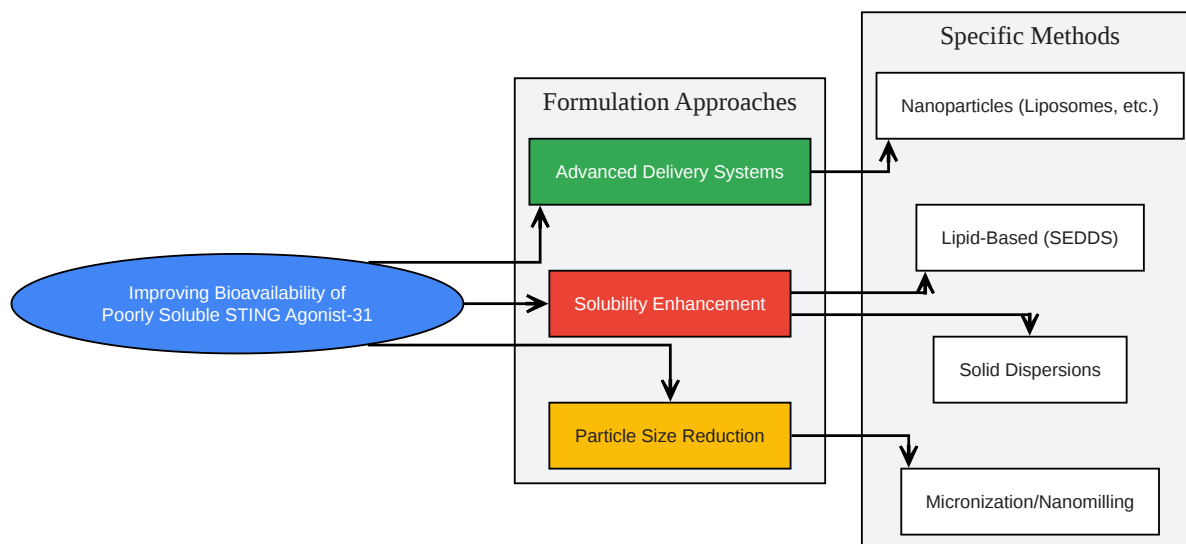 Specific Methods
Formulation Approaches
Nanoparticles (Liposomes, etc.)
Advanced Delivery Systems
Lipid-Based (SEDDS)
Improving Bioavailability of
Poorly Soluble STING Agonist-31
Solubility Enhancement
Solid Dispersions
Particle Size Reduction
Micronization/Nanomilling